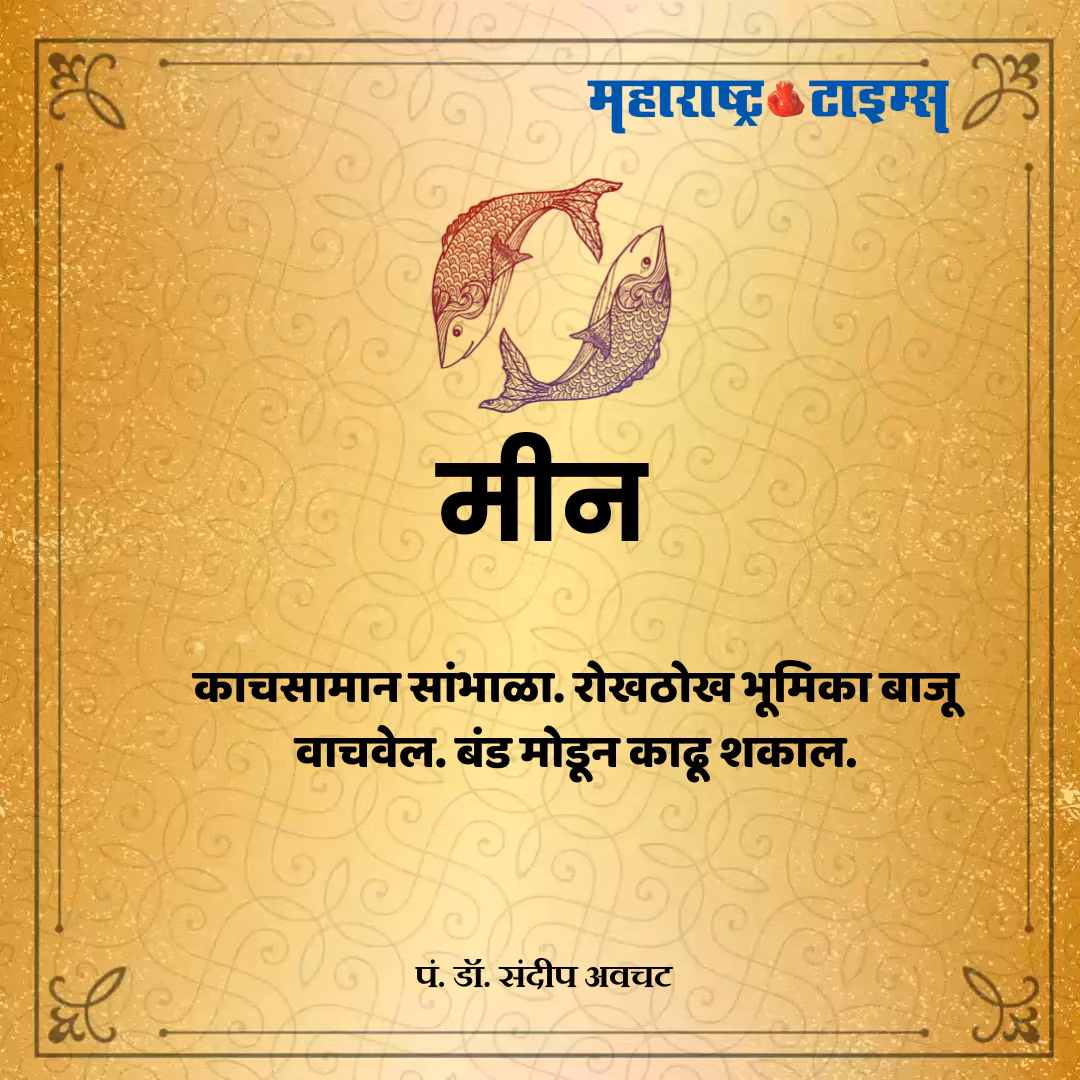 महाराष्ट्र टाइम्स
मीन
काचसामान सांभाळा. रोखठोख भूमिका बाजू
वाचवेल. बंड मोडून काढू शकाल.
पं. डॉ. संदीप अवचट